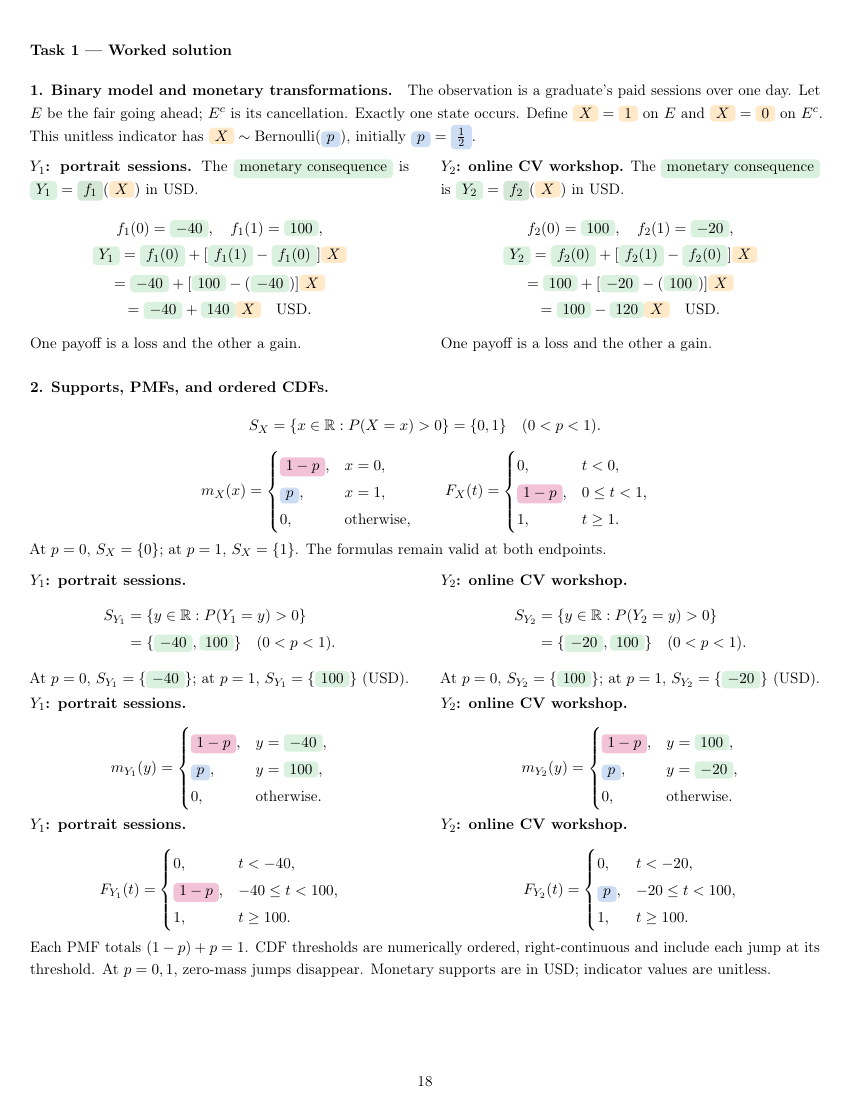 Task 1 — Worked solution
1. Binary model and monetary transformations. The observation is a graduate's paid sessions over one day. Let
E be the fair going ahead; Eᶜ is its cancellation. Exactly one state occurs. Define X = 1 on E and X = 0 on Eᶜ.
This unitless indicator has X ∼ Bernoulli(p), initially p = 1/2.
Y₁: portrait sessions. The monetary consequence is
Y₁ = f₁(X) in USD.
f₁(0) = −40, f₁(1) = 100,
Y₁ = f₁(0) + [f₁(1) − f₁(0)]X
= −40 + [100 − (−40)]X
= −40 + 140X USD.
One payoff is a loss and the other a gain.
Y₂: online CV workshop. The monetary consequence
is Y₂ = f₂(X) in USD.
f₂(0) = 100, f₂(1) = −20,
Y₂ = f₂(0) + [f₂(1) − f₂(0)]X
= 100 + [−20 − (100)]X
= 100 − 120X USD.
One payoff is a loss and the other a gain.
2. Supports, PMFs, and ordered CDFs.
S_X = {x ∈ ℝ : P(X = x) > 0} = {0, 1} (0 < p < 1).
m_X(x) = { 1 − p, x = 0,
p, x = 1,
0, otherwise,
F_X(t) = { 0, t < 0,
1 − p, 0 ≤ t < 1,
1, t ≥ 1.
At p = 0, S_X = {0}; at p = 1, S_X = {1}. The formulas remain valid at both endpoints.
Y₁: portrait sessions.
S_Y₁ = {y ∈ ℝ : P(Y₁ = y) > 0}
= {−40, 100} (0 < p < 1).
At p = 0, S_Y₁ = {−40}; at p = 1, S_Y₁ = {100} (USD).
Y₂: online CV workshop.
S_Y₂ = {y ∈ ℝ : P(Y₂ = y) > 0}
= {−20, 100} (0 < p < 1).
At p = 0, S_Y₂ = {100}; at p = 1, S_Y₂ = {−20} (USD).
Y₁: portrait sessions.
m_Y₁(y) = { 1 − p, y = −40,
p, y = 100,
0, otherwise.
Y₂: online CV workshop.
m_Y₂(y) = { 1 − p, y = 100,
p, y = −20,
0, otherwise.
Y₁: portrait sessions.
F_Y₁(t) = { 0, t < −40,
1 − p, −40 ≤ t < 100,
1, t ≥ 100.
Y₂: online CV workshop.
F_Y₂(t) = { 0, t < −20,
p, −20 ≤ t < 100,
1, t ≥ 100.
Each PMF totals (1 − p) + p = 1. CDF thresholds are numerically ordered, right-continuous and include each jump at its
threshold. At p = 0, 1, zero-mass jumps disappear. Monetary supports are in USD; indicator values are unitless.
18